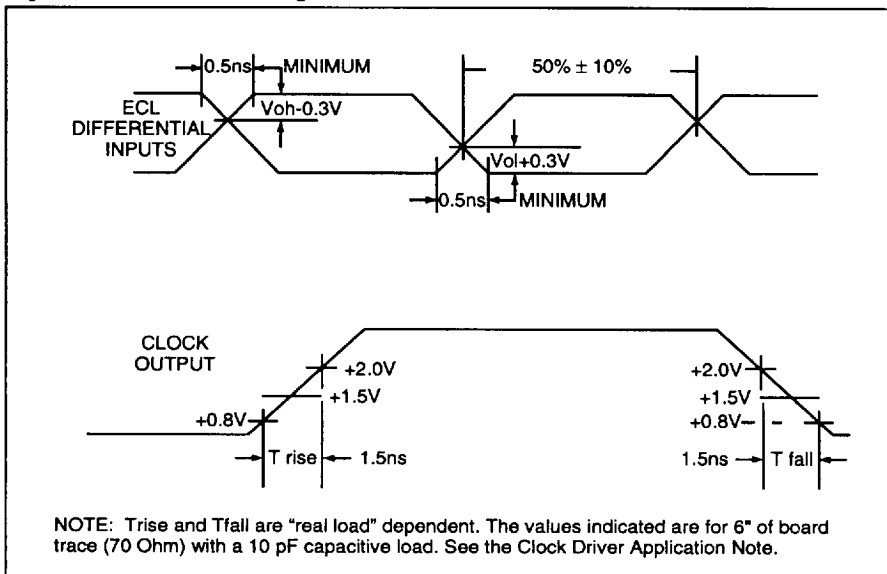 0.5ns MINIMUM
50% ± 10%
Voh-0.3V
ECL
DIFFERENTIAL
INPUTS
Vol+0.3V
0.5ns MINIMUM
CLOCK
OUTPUT
+2.0V +2.0V
+1.5V +1.5V
+0.8V +0.8V
T rise 1.5ns 1.5ns T fall
NOTE: Trise and Tfall are “real load” dependent. The values indicated are for 6" of board
trace (70 Ohm) with a 10 pF capacitive load. See the Clock Driver Application Note.